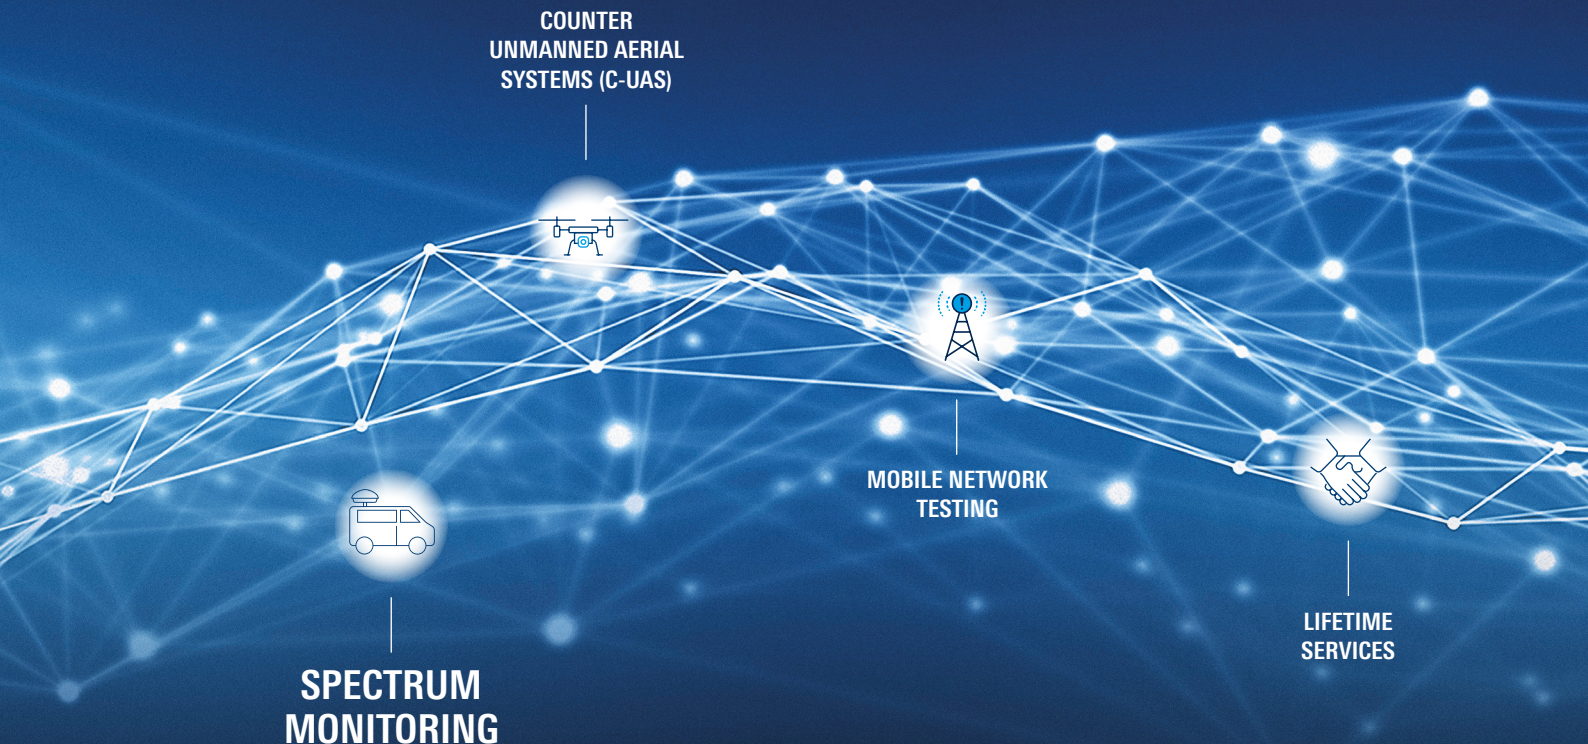 COUNTER
UNMANNED AERIAL
SYSTEMS (C-UAS)
MOBILE NETWORK
TESTING
LIFETIME
SERVICES
SPECTRUM
MONITORING